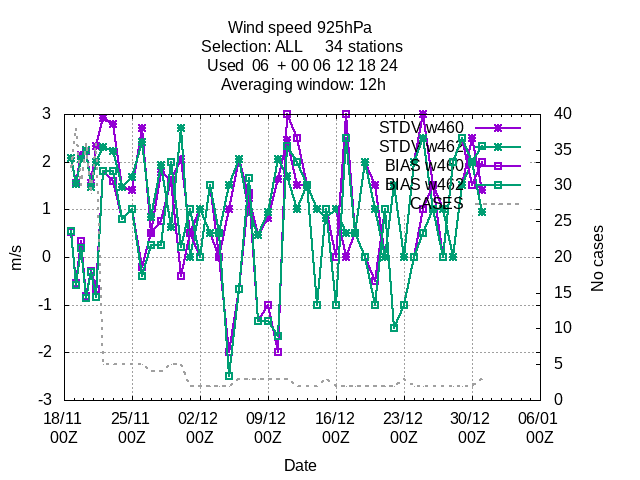 Wind speed 925hPa
Selection: ALL 34 stations
Used 06 + 00 06 12 18 24
Averaging window: 12h
3 40
STDV w460
35
STDV w462
2 BIAS w460
30 BIAS w462
1 CASES
25
0 20
15
-1
10
-2
5
-3 0
18/11 25/11 02/12 09/12 16/12 23/12 30/12 06/01
00Z 00Z 00Z 00Z 00Z 00Z 00Z 00Z
Date
m/s
No cases